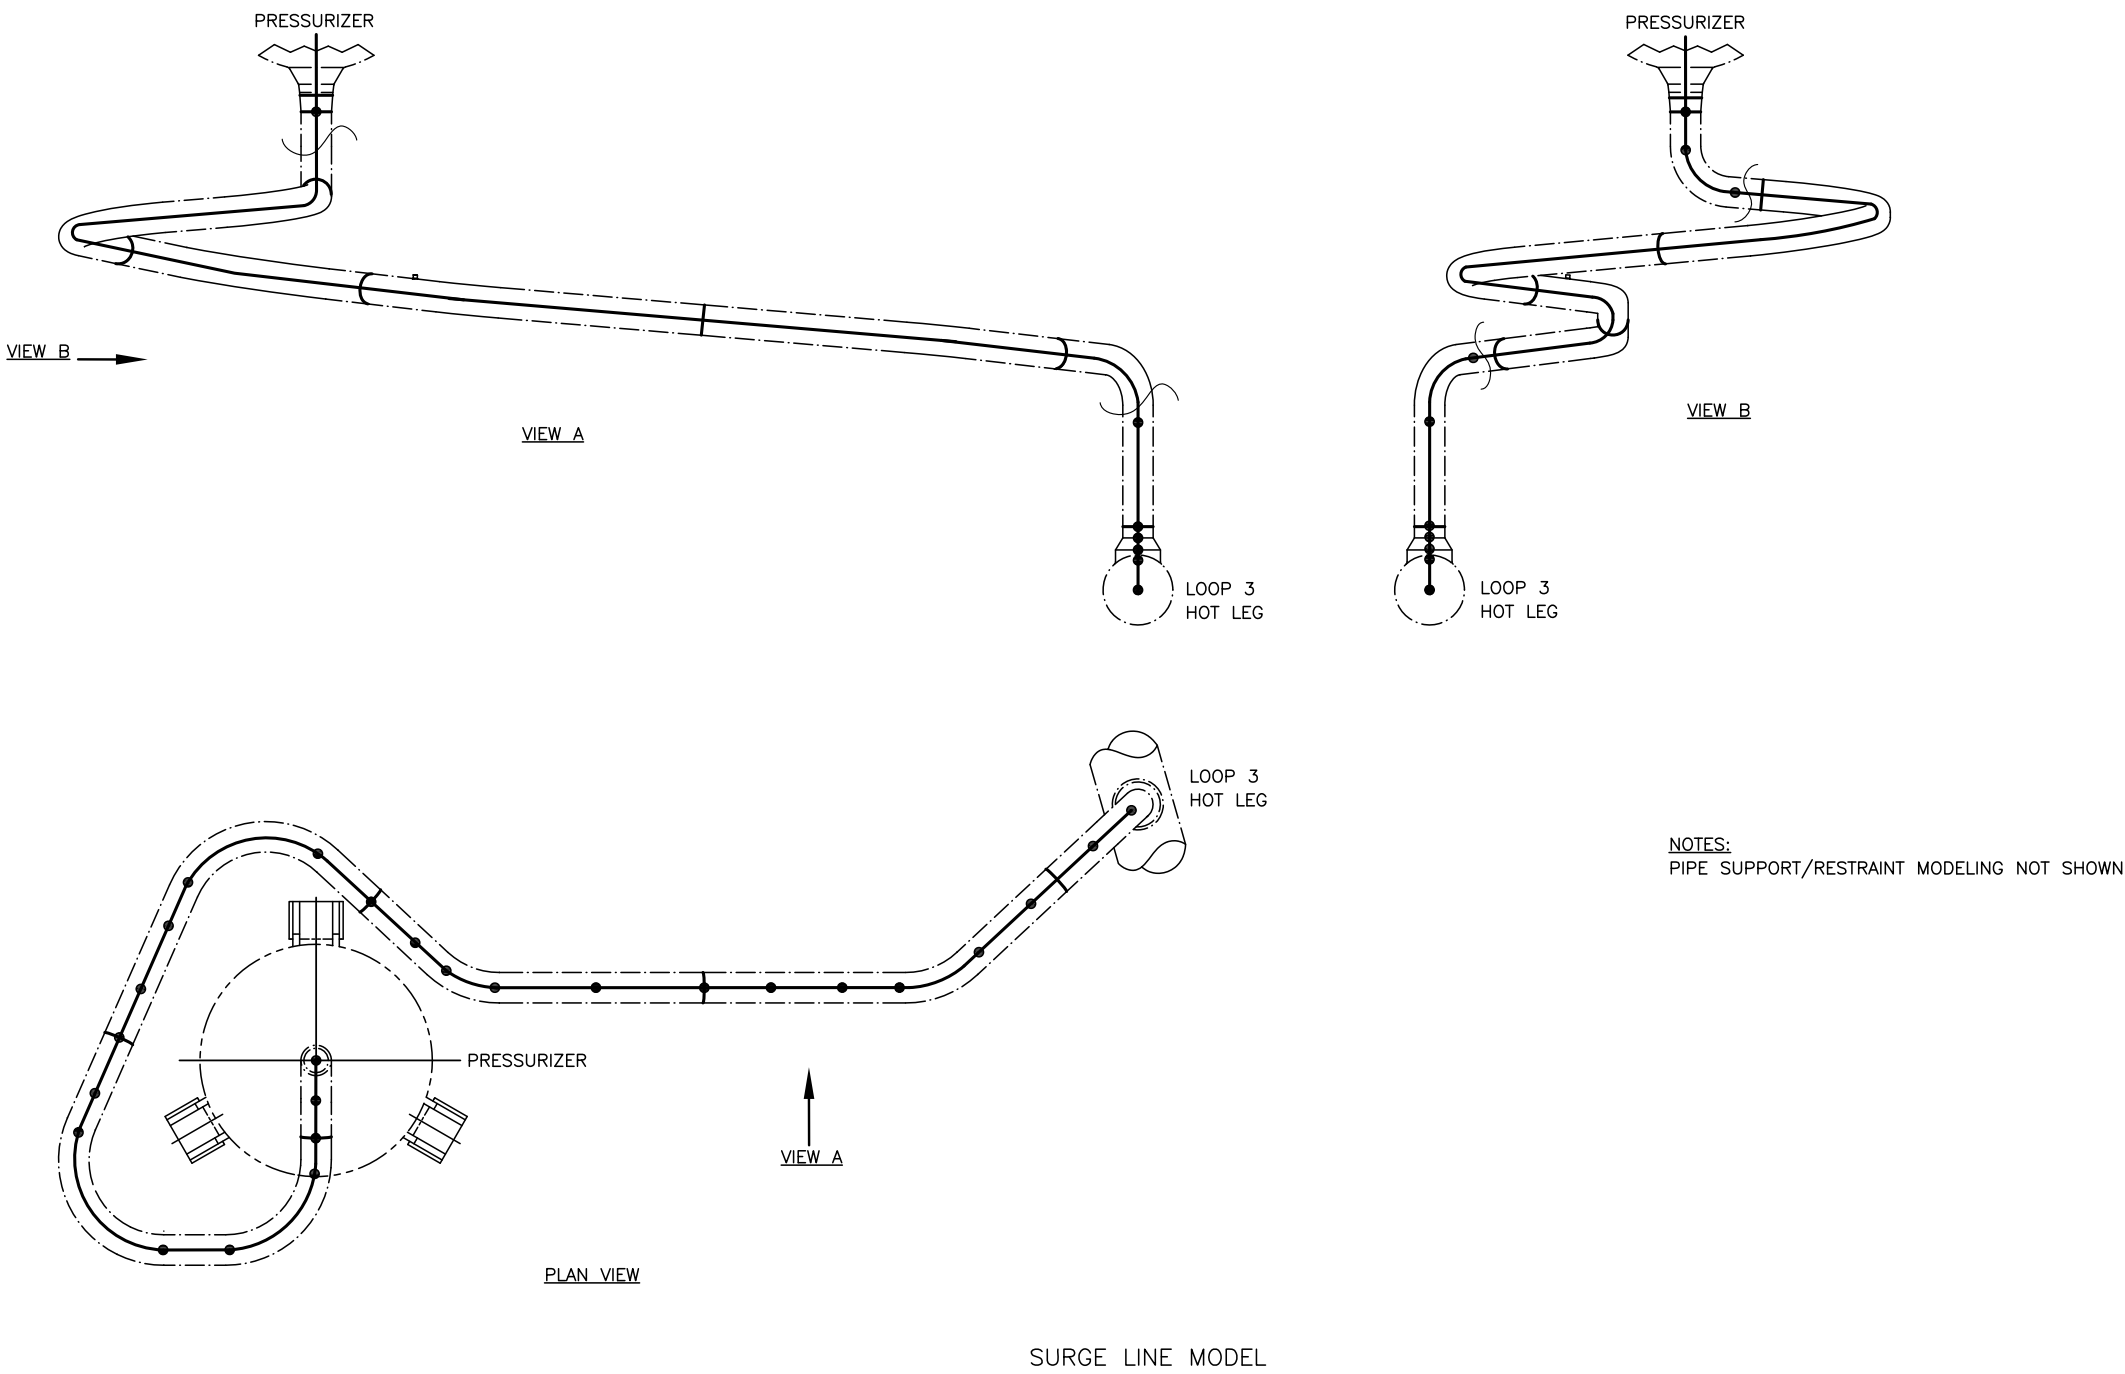 PRESSURIZER
PRESSURIZER
VIEW B
VIEW A
VIEW B
LOOP 3
HOT LEG
LOOP 3
HOT LEG
LOOP 3
HOT LEG
NOTES:
PIPE SUPPORT/RESTRAINT MODELING NOT SHOWN
PRESSURIZER
VIEW A
PLAN VIEW
SURGE LINE MODEL